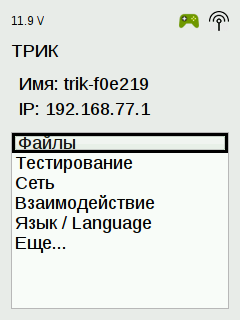 11.9 V
ТРИК
Имя: trik-f0e219
IP: 192.168.77.1
Файлы
Тестирование
Сеть
Взаимодействие
Язык / Language
Еще...